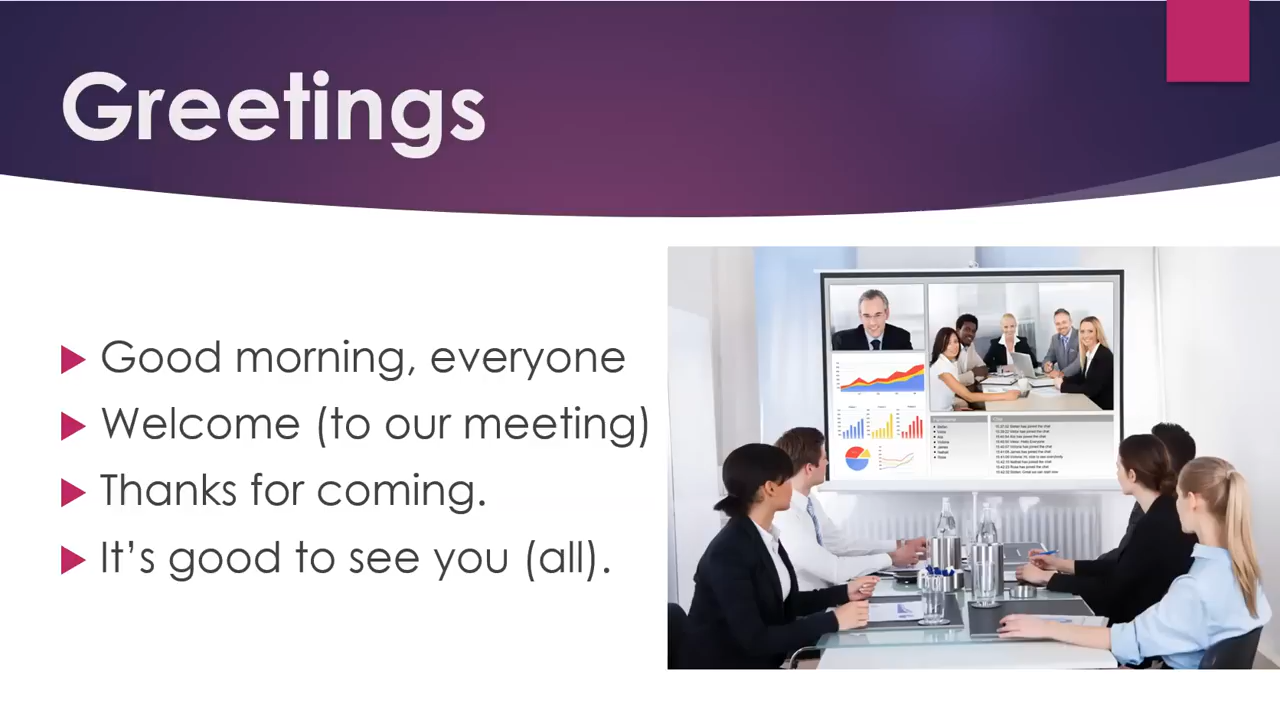 Greetings
Good morning, everyone
Welcome (to our meeting)
Thanks for coming.
It's good to see you (all).